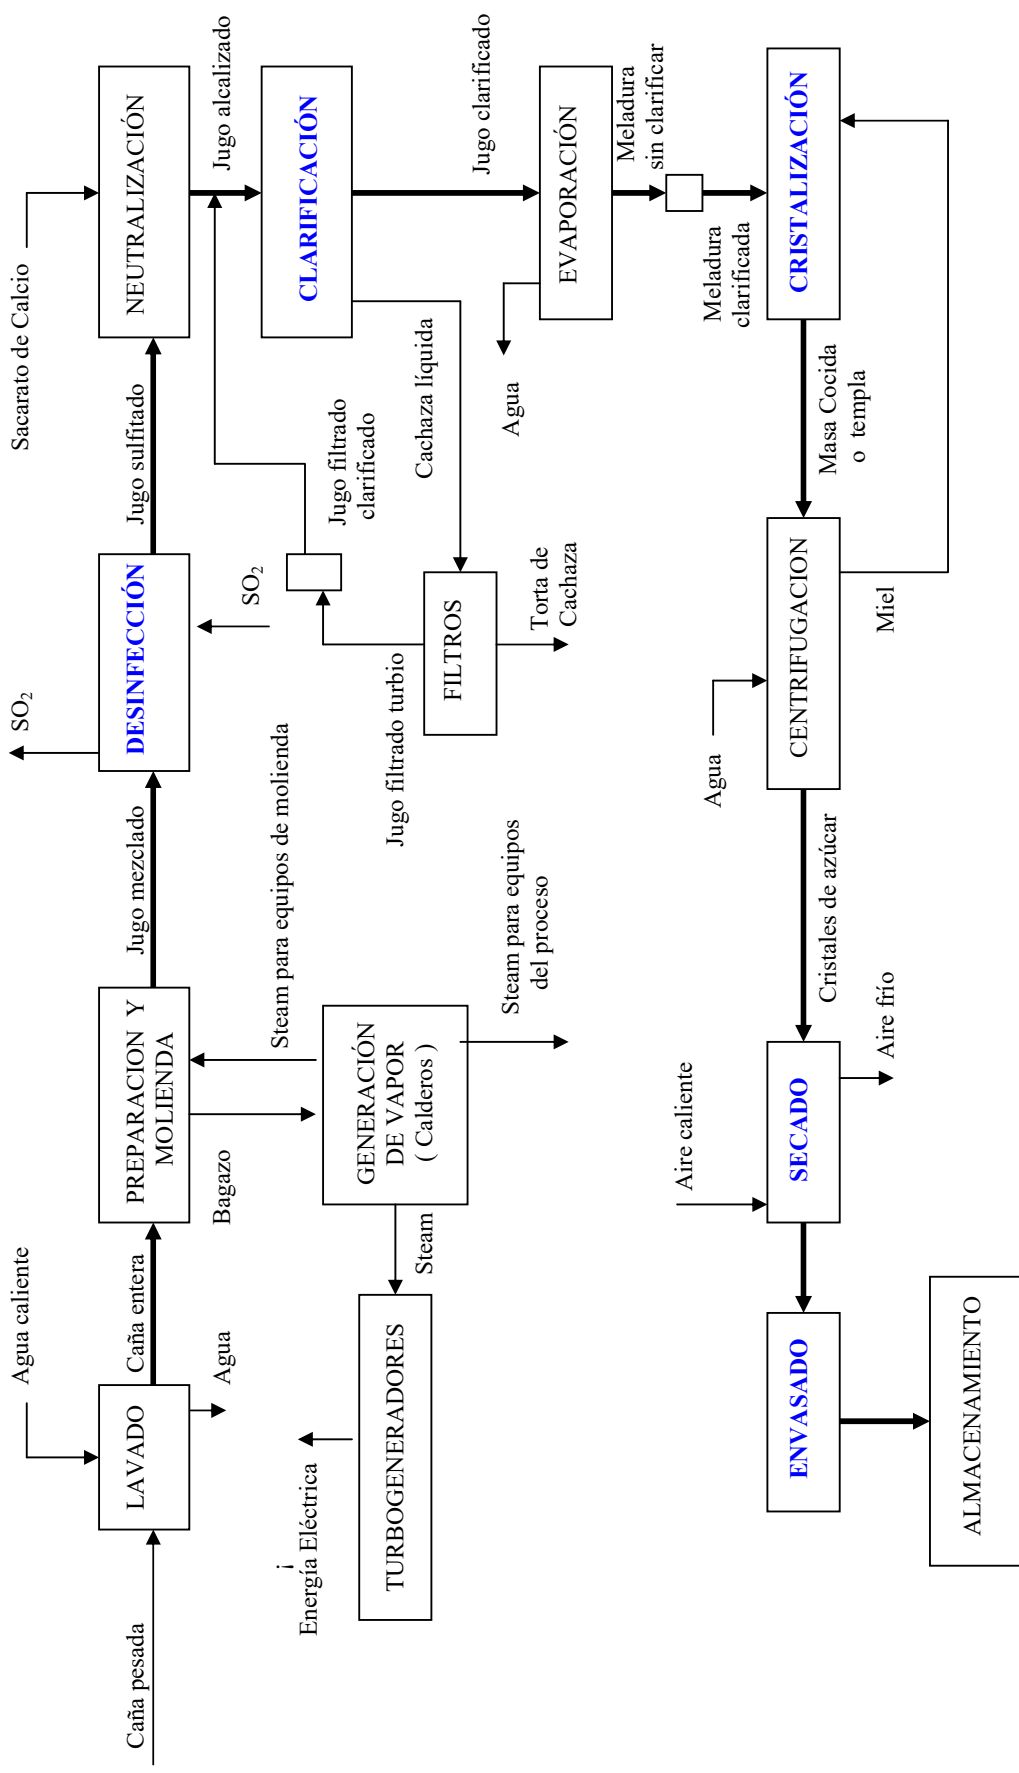 Caña pesada
Agua caliente
LAVADO
Agua
Caña entera
PREPARACION Y
MOLIENDA
Bagazo
Steam para equipos de molienda
Jugo mezclado
SO2
DESINFECCIÓN
SO2
Jugo sulfitado
Sacarato de Calcio
NEUTRALIZACIÓN
Jugo alcalizado
CLARIFICACIÓN
Jugo filtrado
clarificado
Cachaza líquida
Jugo filtrado turbio
FILTROS
Torta de
Cachaza
GENERACIÓN
DE VAPOR
( Calderos )
Steam para equipos
del proceso
Steam
TURBOGENERADORES
¡
Energía Eléctrica
Jugo clarificado
EVAPORACIÓN
Agua
Meladura
sin clarificar
Meladura
clarificada
CRISTALIZACIÓN
Masa Cocida
o templa
CENTRIFUGACION
Agua
Miel
Cristales de azúcar
Aire caliente
SECADO
Aire frío
ENVASADO
ALMACENAMIENTO